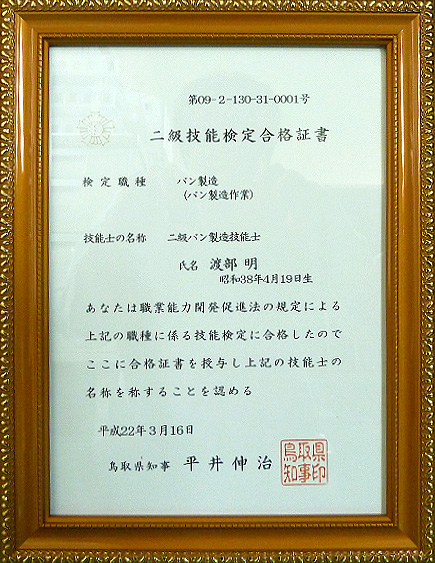 第09-2-130-31-0001号
二級技能検定合格証書
検定職種 パン製造
(パン製造作業)
技能士の名称 二級パン製造技能士
氏名 渡部 明
昭和38年4月19日生
あなたは職業能力開発促進法の規定による
上記の職種に係る技能検定に合格したので
ここに合格証書を授与し上記の技能士の
名称を称することを認める
平成22年3月16日
鳥取県知事 平井伸治
鳥取県
知事印